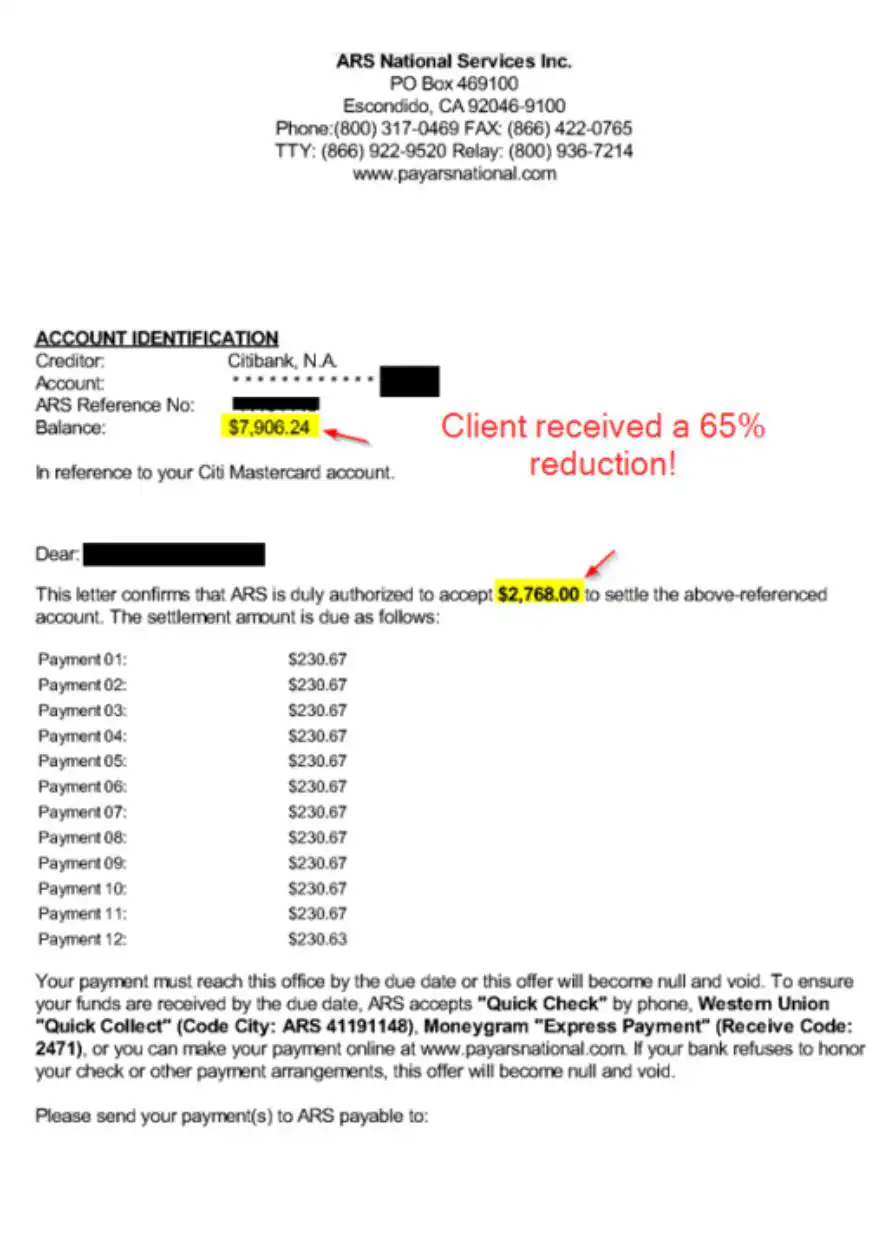 ARS National Services Inc.
PO Box 469100
Escondido, CA 92046-9100
Phone:(800) 317-0469 FAX: (866) 422-0765
TTY: (866) 922-9520 Relay: (800) 936-7214
www.payarsnational.com
ACCOUNT IDENTIFICATION
Creditor: Citibank, N.A.
Account: * * * * * * * * * * * *
ARS Reference No:
Balance: $7,906.24
Client received a 65%
reduction!
In reference to your Citi Mastercard account.
Dear:
This letter confirms that ARS is duly authorized to accept $2,768.00 to settle the above-referenced
account. The settlement amount is due as follows:
Payment 01: $230.67
Payment 02: $230.67
Payment 03: $230.67
Payment 04: $230.67
Payment 05: $230.67
Payment 06: $230.67
Payment 07: $230.67
Payment 08: $230.67
Payment 09: $230.67
Payment 10: $230.67
Payment 11: $230.67
Payment 12: $230.63
Your payment must reach this office by the due date or this offer will become null and void. To ensure
your funds are received by the due date, ARS accepts "Quick Check" by phone, Western Union
"Quick Collect" (Code City: ARS 41191148), Moneygram "Express Payment" (Receive Code:
2471), or you can make your payment online at www.payarsnational.com. If your bank refuses to honor
your check or other payment arrangements, this offer will become null and void.
Please send your payment(s) to ARS payable to: